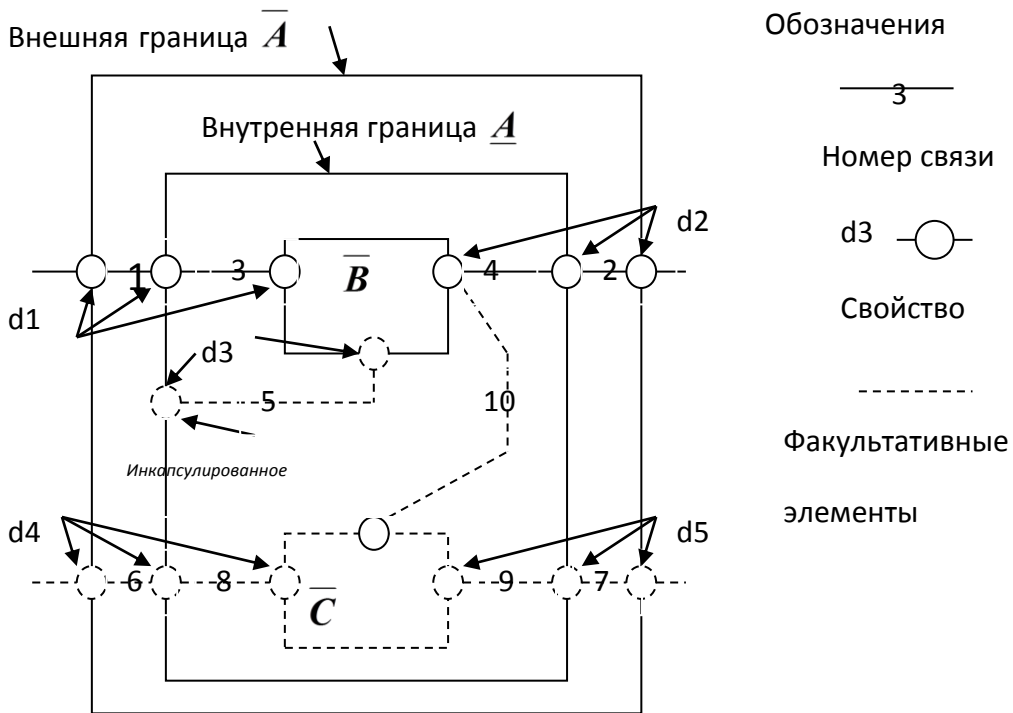 Внешняя граница A
Обозначения
3
Внутренняя граница A
Номер связи
d2
d3
1
3
B
4
2
Свойство
d1
d3
5
10
Факультативные
Инкапсулированное
элементы
d4
d5
6
8
9
7
C